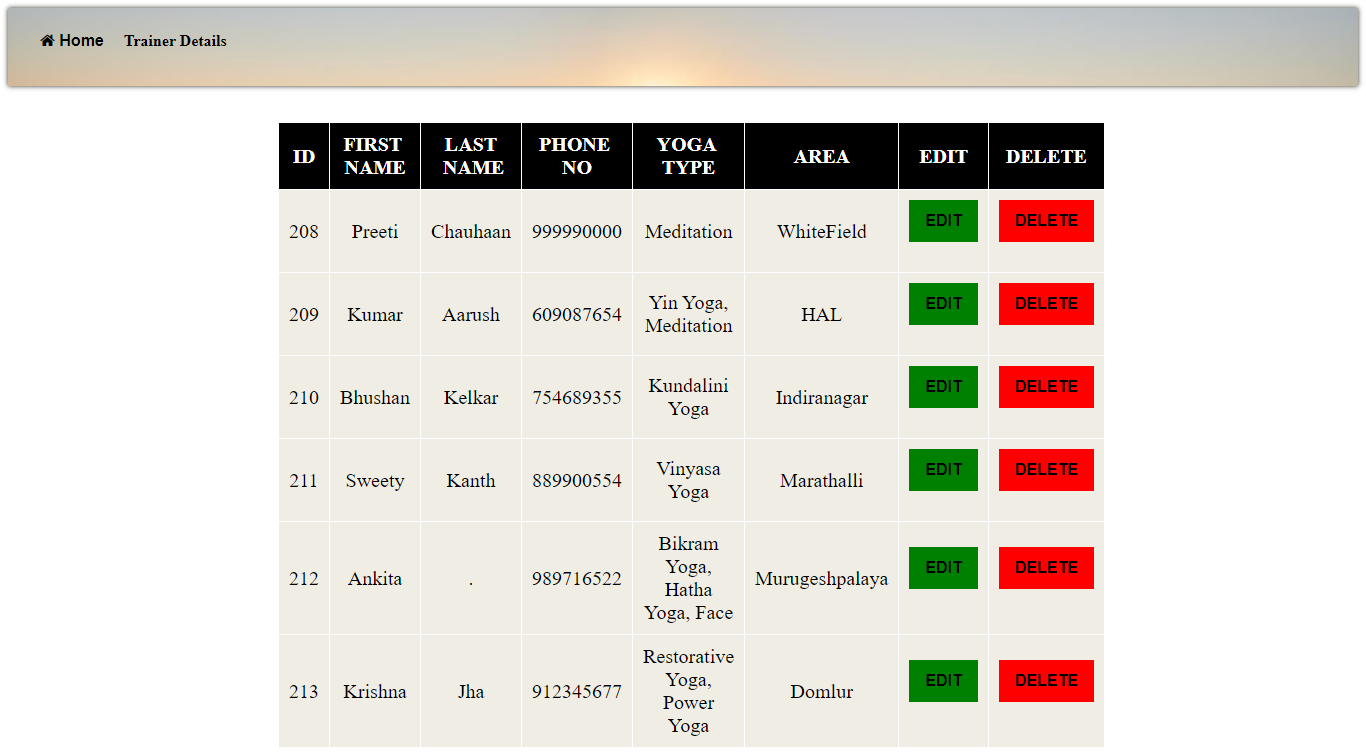 Home Trainer Details
ID FIRST NAME LAST NAME PHONE NO YOGA TYPE AREA EDIT DELETE
208 Preeti Chauhaan 999990000 Meditation WhiteField EDIT DELETE
209 Kumar Aarush 609087654 Yin Yoga, Meditation HAL EDIT DELETE
210 Bhushan Kelkar 754689355 Kundalini Yoga Indiranagar EDIT DELETE
211 Sweety Kanth 889900554 Vinyasa Yoga Marathalli EDIT DELETE
212 Ankita . 989716522 Bikram Yoga, Hatha Yoga, Face Murugeshpalaya EDIT DELETE
213 Krishna Jha 912345677 Restorative Yoga, Power Yoga Domlur EDIT DELETE